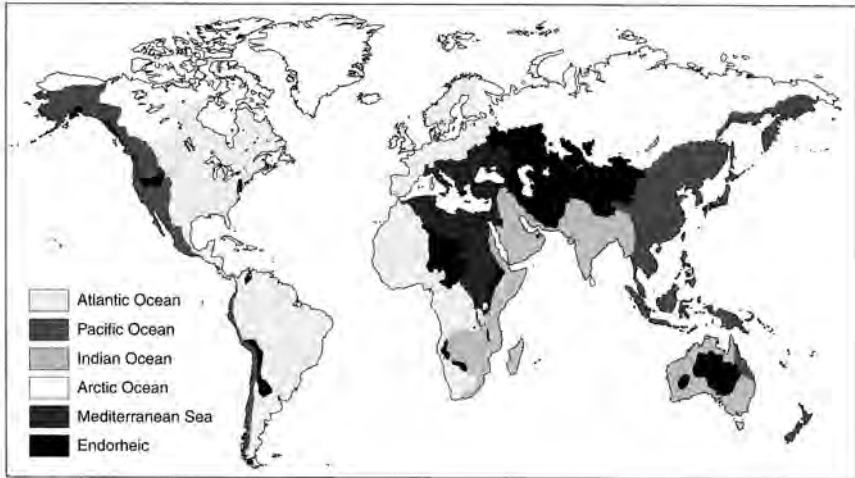 Atlantic Ocean
Pacific Ocean
Indian Ocean
Arctic Ocean
Mediterranean Sea
Endorheic